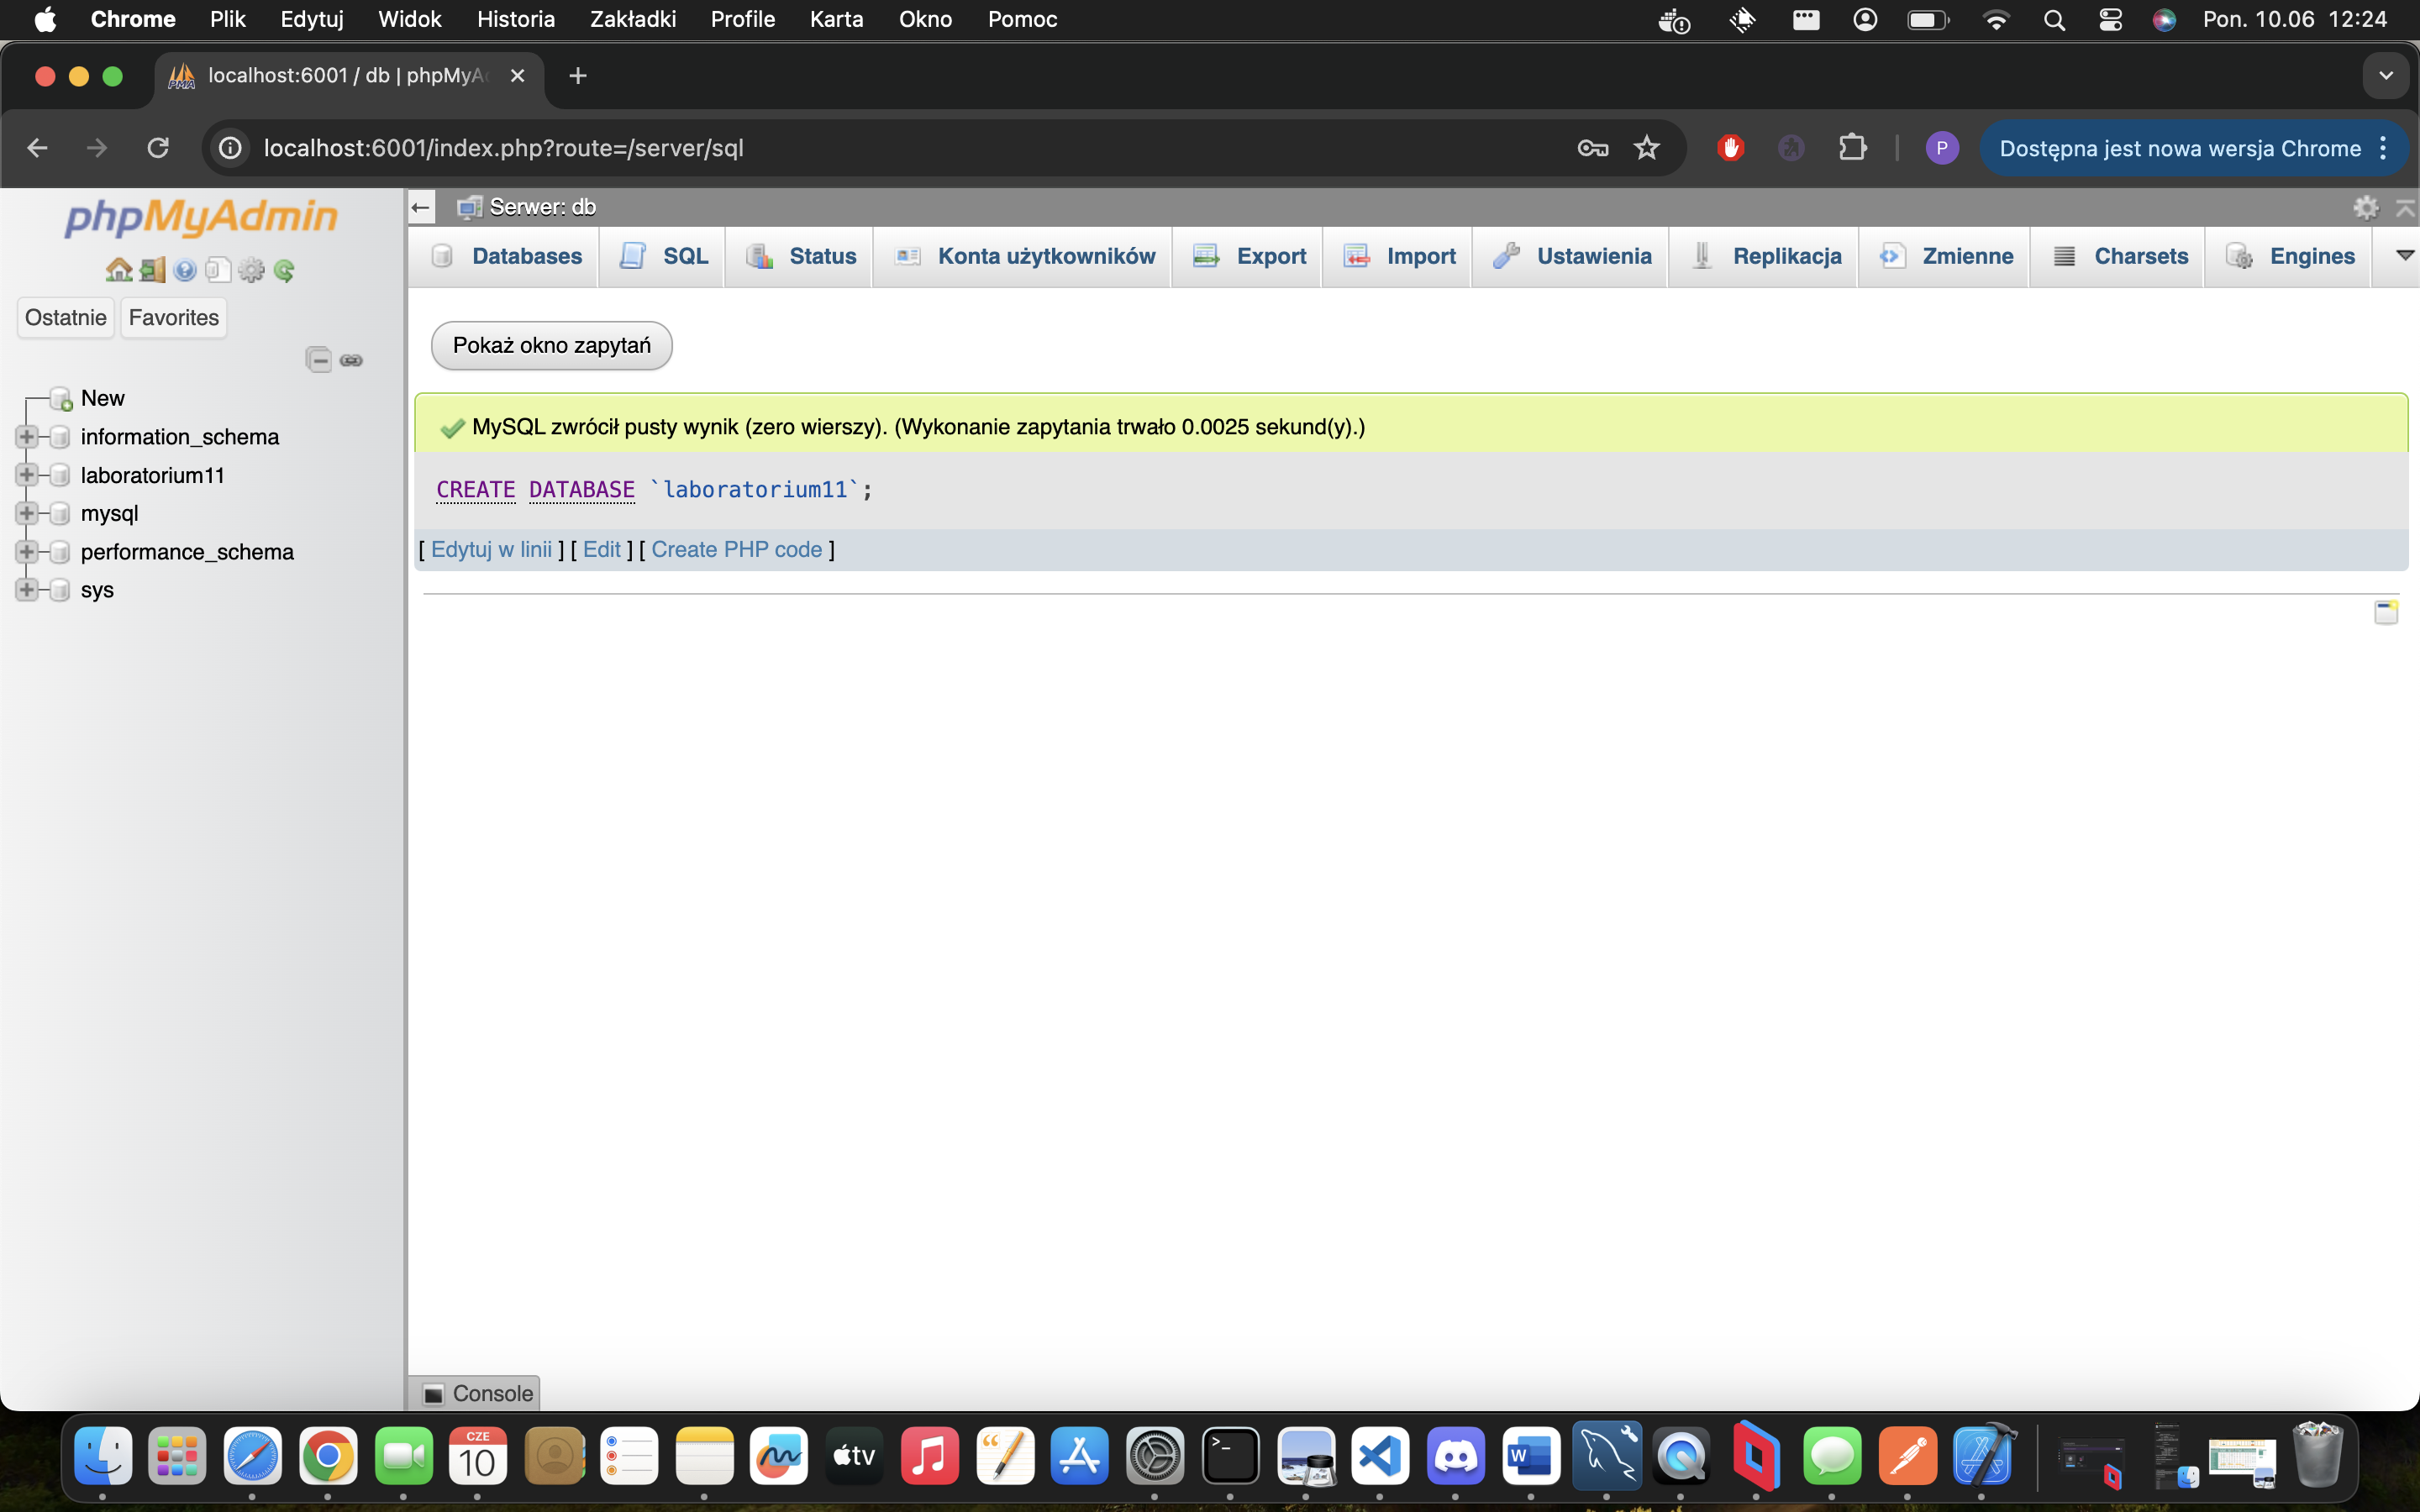 Chrome Plik Edytuj Widok Historia Zakładki Profile Karta Okno Pomoc Pon. 10.06 12:24
localhost:6001 / db | phpMyAd
localhost:6001/index.php?route=/server/sql P Dostępna jest nowa wersja Chrome
phpMyAdmin
Serwer: db
Databases SQL Status Konta użytkowników Export Import Ustawienia Replikacja Zmienne Charsets Engines
Ostatnie Favorites
New
information_schema
laboratorium11
mysql
performance_schema
sys
Pokaż okno zapytań
MySQL zwrócił pusty wynik (zero wierszy). (Wykonanie zapytania trwało 0.0025 sekund(y).)
CREATE DATABASE `laboratorium11`;
[ Edytuj w linii ] [ Edit ] [ Create PHP code ]
Console
CZE
10
tv
W